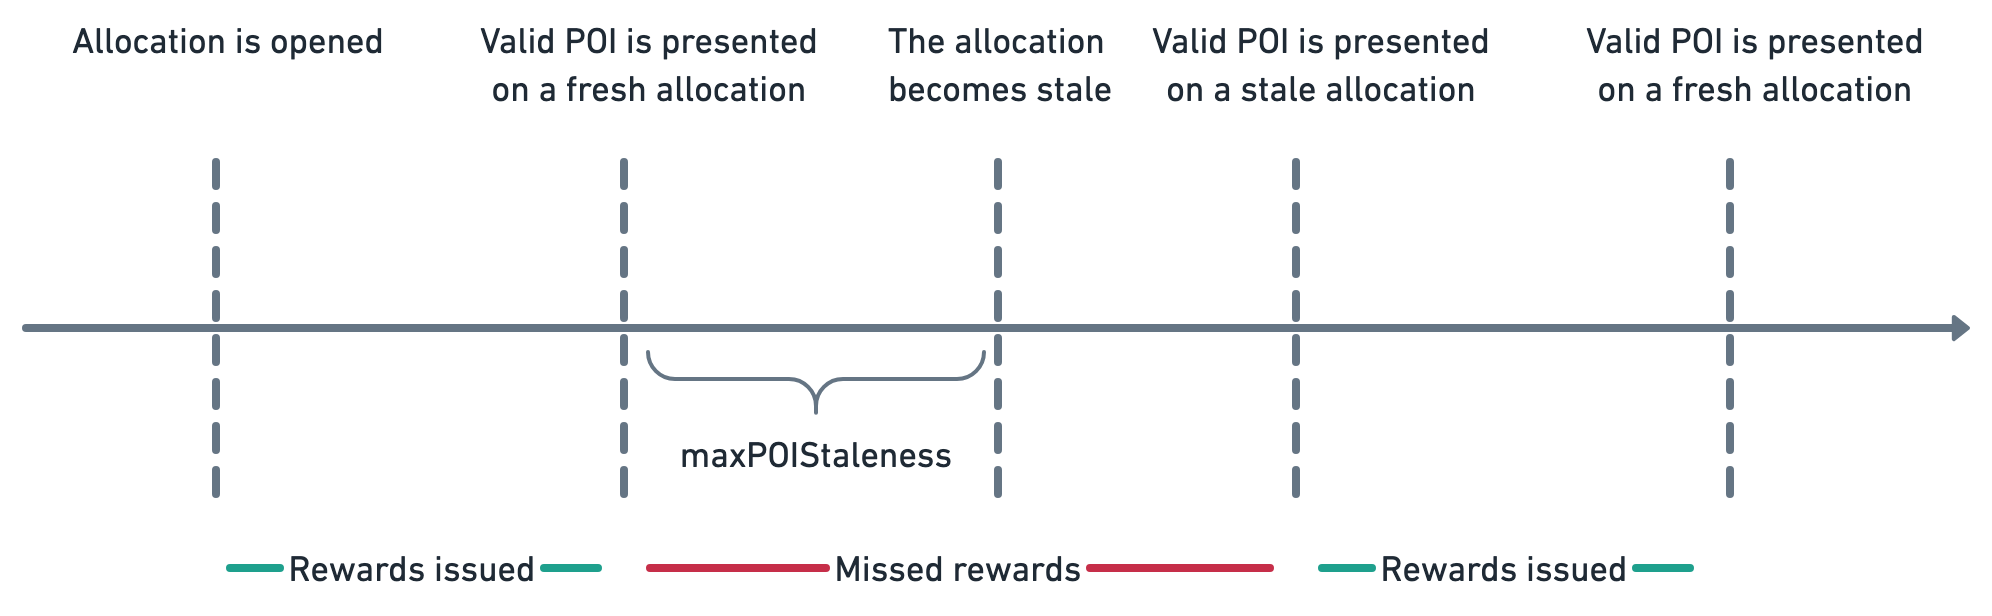 Allocation is opened
Valid POI is presented
on a fresh allocation
The allocation
becomes stale
Valid POI is presented
on a stale allocation
Valid POI is presented
on a fresh allocation
maxPOIStaleness
Rewards issued
Missed rewards
Rewards issued